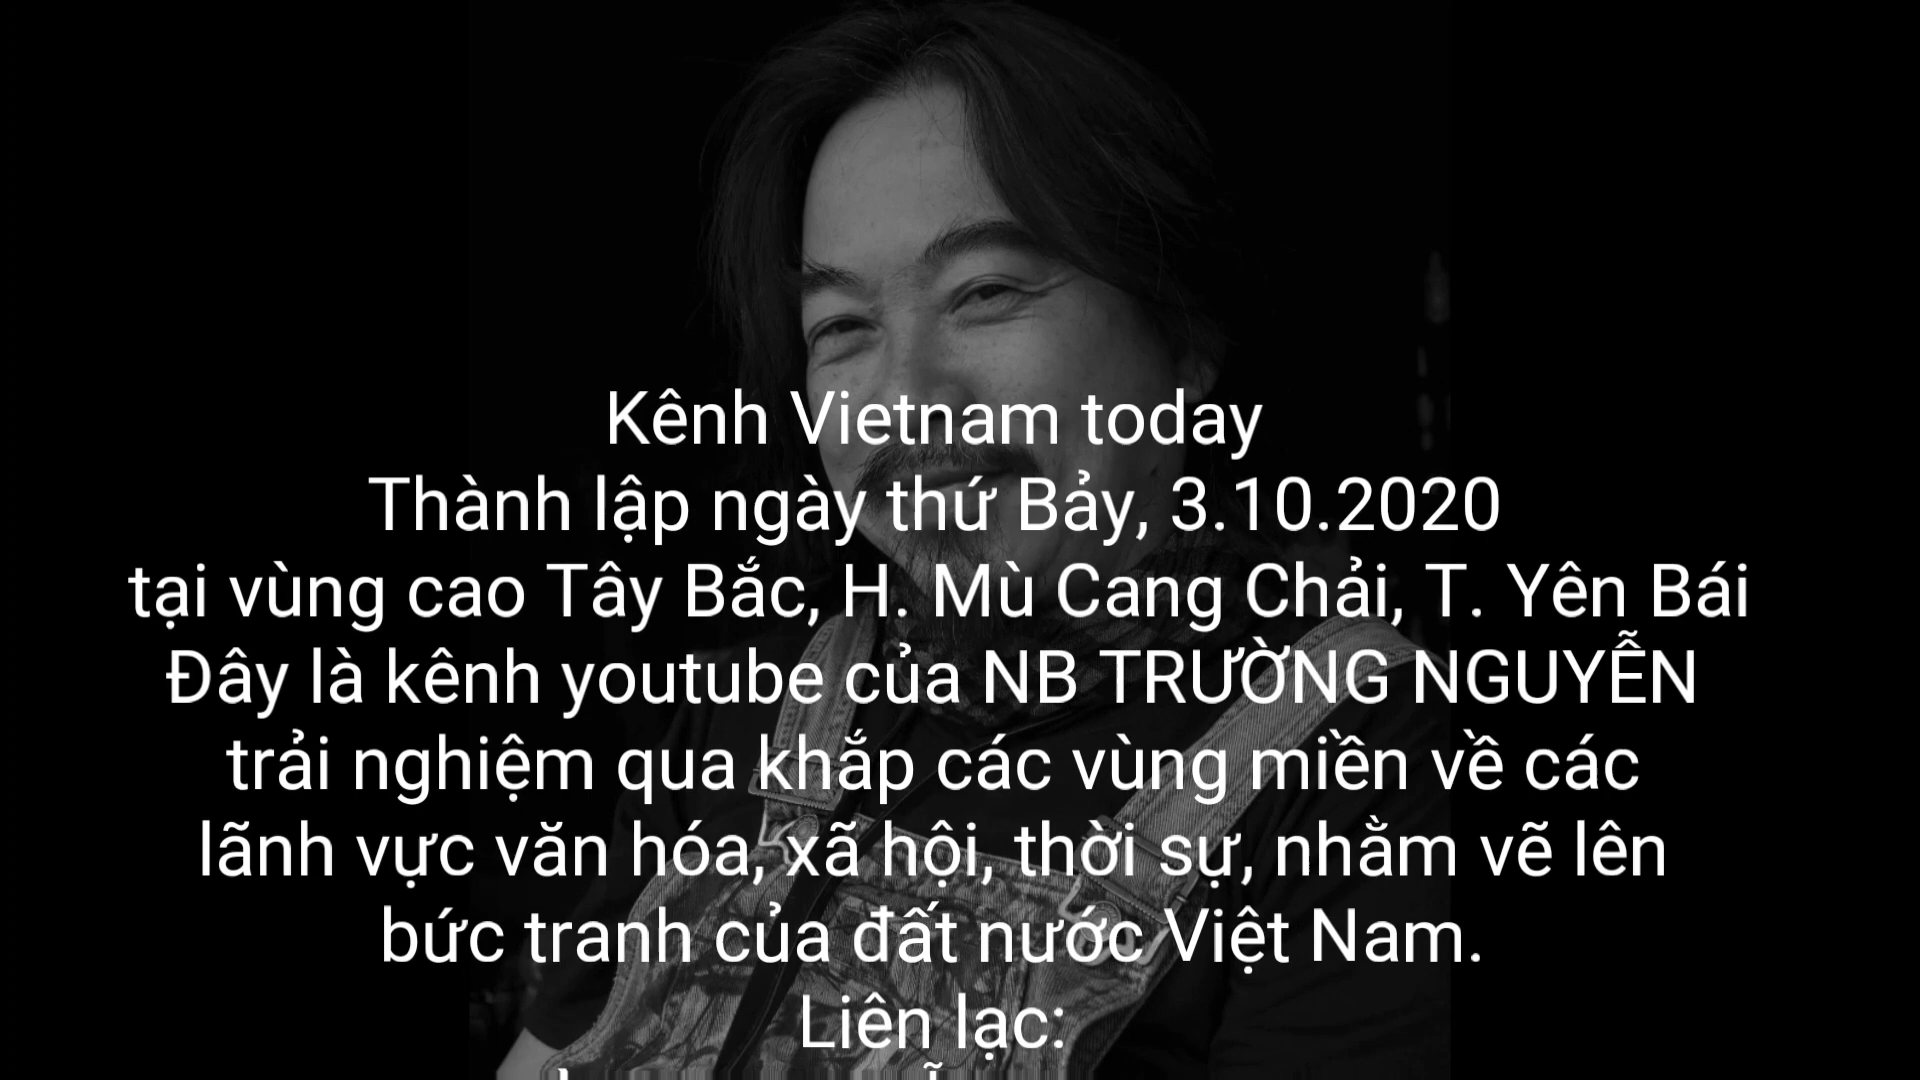 Kênh Vietnam today
Thành lập ngày thứ Bảy, 3.10.2020
tại vùng cao Tây Bắc, H. Mù Cang Chải, T. Yên Bái
Đây là kênh youtube của NB TRƯỜNG NGUYỄN
trải nghiệm qua khắp các vùng miền về các
lãnh vực văn hóa, xã hội, thời sự, nhằm vẽ lên
bức tranh của đất nước Việt Nam.
Liên lạc: